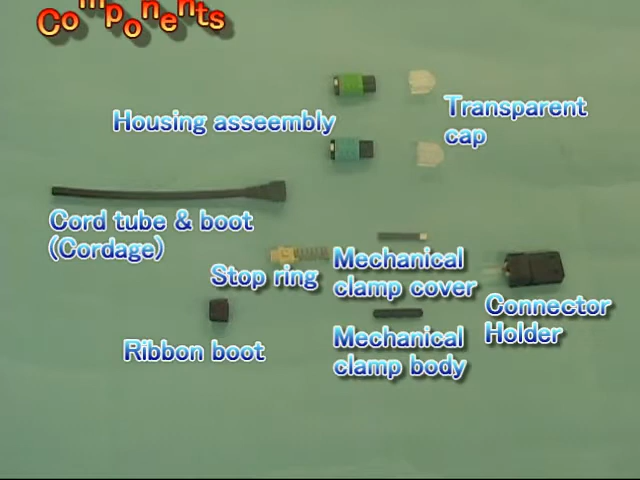 Components
Housing asseembly
Transparent
cap
Cord tube & boot
(Cordage)
Stop ring
Mechanical
clamp cover
Connector
Holder
Ribbon boot
Mechanical
clamp body